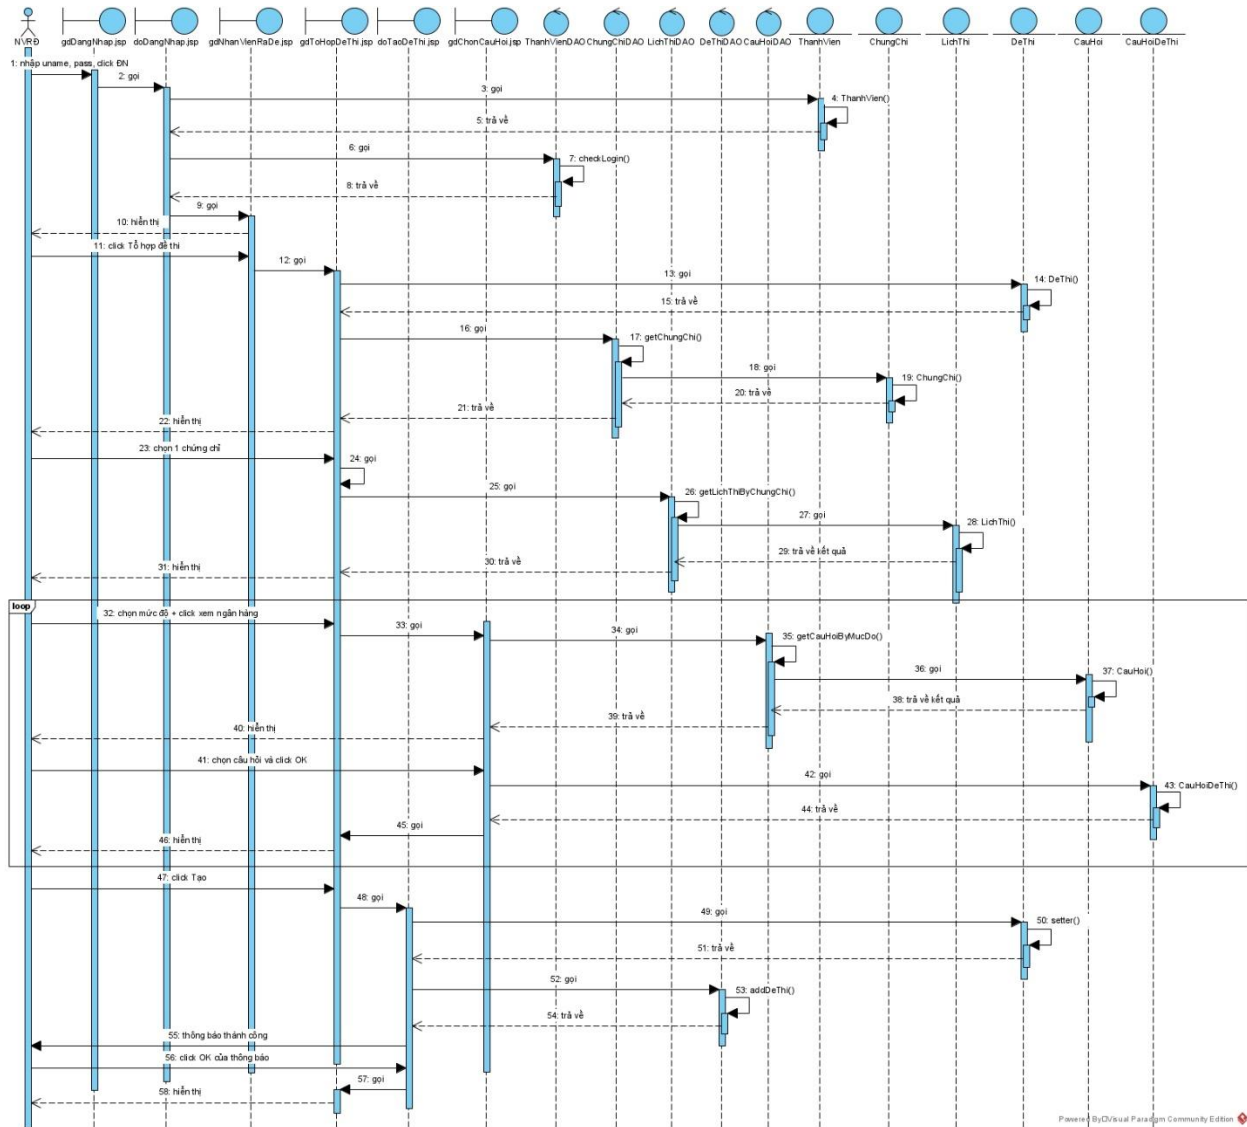 NVRĐ
gdDangNhap.jsp
doDangNhap.jsp
gdNhanVienRaDe.jsp
gdToHopDeThi.jsp
doTaoDeThi.jsp
gdChonCauHoi.jsp
ThanhVienDAO
ChungChiDAO
LichThiDAO
DeThiDAO
CauHoiDAO
ThanhVien
ChungChi
LichThi
DeThi
CauHoi
CauHoiDeThi
1: nhập uname, pass, click ĐN
2: gọi
3: gọi
4: ThanhVien()
5: trả về
6: gọi
7: checkLogin()
8: trả về
9: gọi
10: hiển thị
11: click Tổ hợp đề thi
12: gọi
13: gọi
14: DeThi()
15: trả về
16: gọi
17: getChungChi()
18: gọi
19: ChungChi()
20: trả về
21: trả về
22: hiển thị
23: chọn 1 chứng chỉ
24: gọi
25: gọi
26: getLichThiByChungChi()
27: gọi
28: LichThi()
29: trả về kết quả
30: trả về
31: hiển thị
loop
32: chọn mức độ + click xem ngân hàng
33: gọi
34: gọi
35: getCauHoiByMucDo()
36: gọi
37: CauHoi()
38: trả về kết quả
39: trả về
40: hiển thị
41: chọn câu hỏi và click OK
42: gọi
43: CauHoiDeThi()
44: trả về
45: gọi
46: hiển thị
47: click Tạo
48: gọi
49: gọi
50: setter()
51: trả về
52: gọi
53: addDeThi()
54: trả về
55: thông báo thánh công
56: click OK của thông báo
57: gọi
58: hiển thị
Powered By Visual Paradigm Community Edition